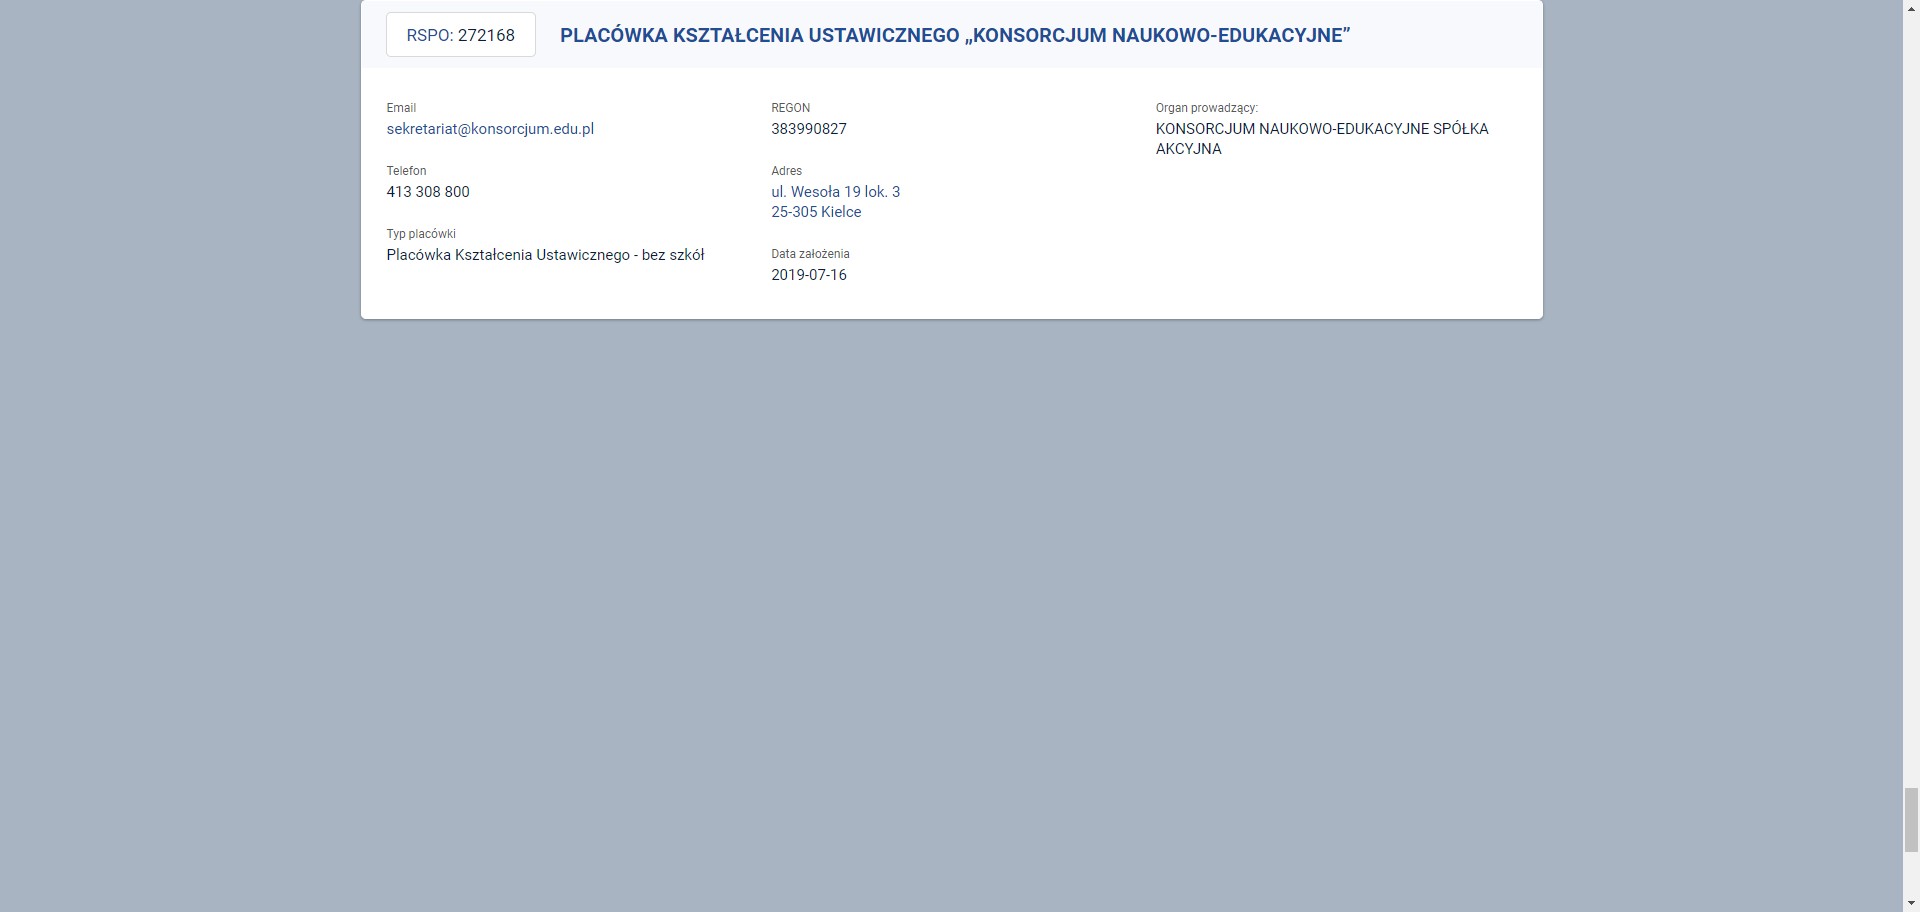 RSPO: 272168
PLACÓWKA KSZTAŁCENIA USTAWICZNEGO „KONSORCJUM NAUKOWO-EDUKACYJNE”
Email
sekretariat@konsorcjum.edu.pl
Telefon
413 308 800
Typ placówki
Placówka Kształcenia Ustawicznego - bez szkół
REGON
383990827
Adres
ul. Wesoła 19 lok. 3
25-305 Kielce
Data założenia
2019-07-16
Organ prowadzący:
KONSORCJUM NAUKOWO-EDUKACYJNE SPÓŁKA
AKCYJNA